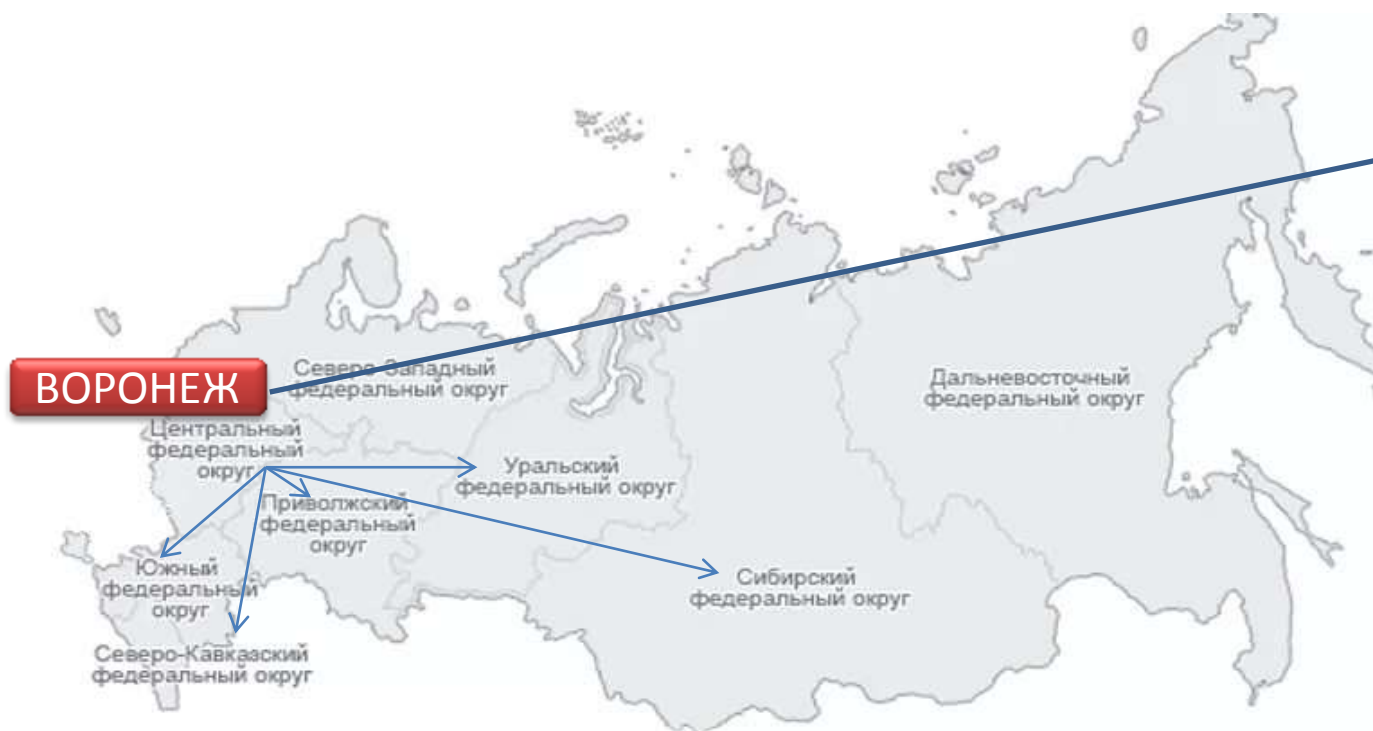 ВОРОНЕЖ
Северо-Западный
федеральный округ
Центральный
федеральный
округ
Уральский
федеральный округ
Приволжский
федеральный
округ
Южный
федеральный
округ
Северо-Кавказский
федеральный округ
Сибирский
федеральный округ
Дальневосточный
федеральный округ